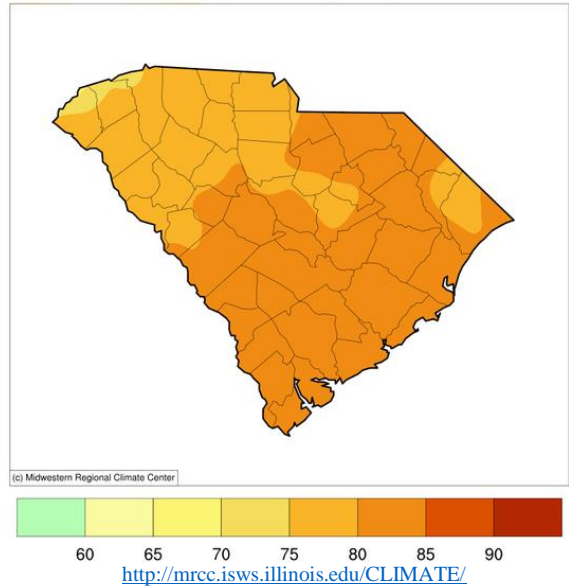 (c) Midwestern Regional Climate Center
60 65 70 75 80 85 90
http://mrcc.isws.illinois.edu/CLIMATE/